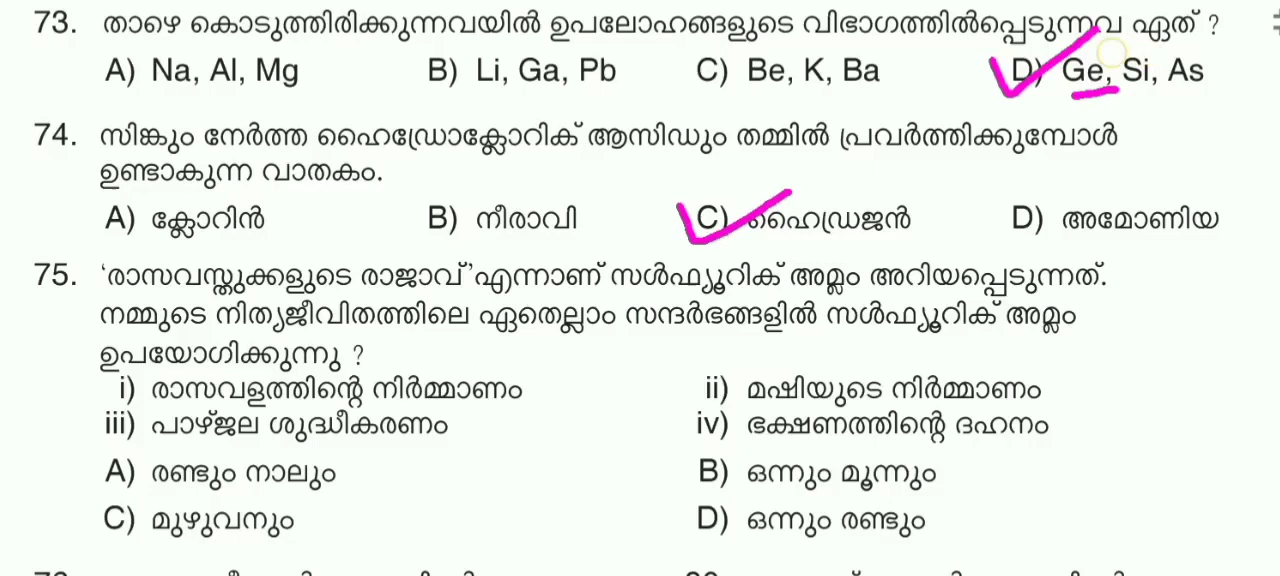 73. താഴെ കൊടുത്തിരിക്കുന്നവയിൽ ഉപലോഹങ്ങളുടെ വിഭാഗത്തിൽപ്പെടുന്നവ ഏത് ?
A) Na, Al, Mg B) Li, Ga, Pb C) Be, K, Ba D) Ge, Si, As
74. സിങ്കും നേർത്ത ഹൈഡ്രോക്ലോറിക് ആസിഡും തമ്മിൽ പ്രവർത്തിക്കുമ്പോൾ
ഉണ്ടാകുന്ന വാതകം.
A) ക്ലോറിൻ B) നീരാവി C) ഹൈഡ്രജൻ D) അമോണിയ
75. ‘രാസവസ്തുക്കളുടെ രാജാവ്’എന്നാണ് സൾഫ്യൂറിക് അമ്ലം അറിയപ്പെടുന്നത്.
നമ്മുടെ നിത്യജീവിതത്തിലെ ഏതെല്ലാം സന്ദർഭങ്ങളിൽ സൾഫ്യൂറിക് അമ്ലം
ഉപയോഗിക്കുന്നു ?
i) രാസവളത്തിന്റെ നിർമ്മാണം ii) മഷിയുടെ നിർമ്മാണം
iii) പാഴ്ജല ശുദ്ധീകരണം iv) ഭക്ഷണത്തിന്റെ ദഹനം
A) രണ്ടും നാലും B) ഒന്നും മൂന്നും
C) മുഴുവനും D) ഒന്നും രണ്ടും